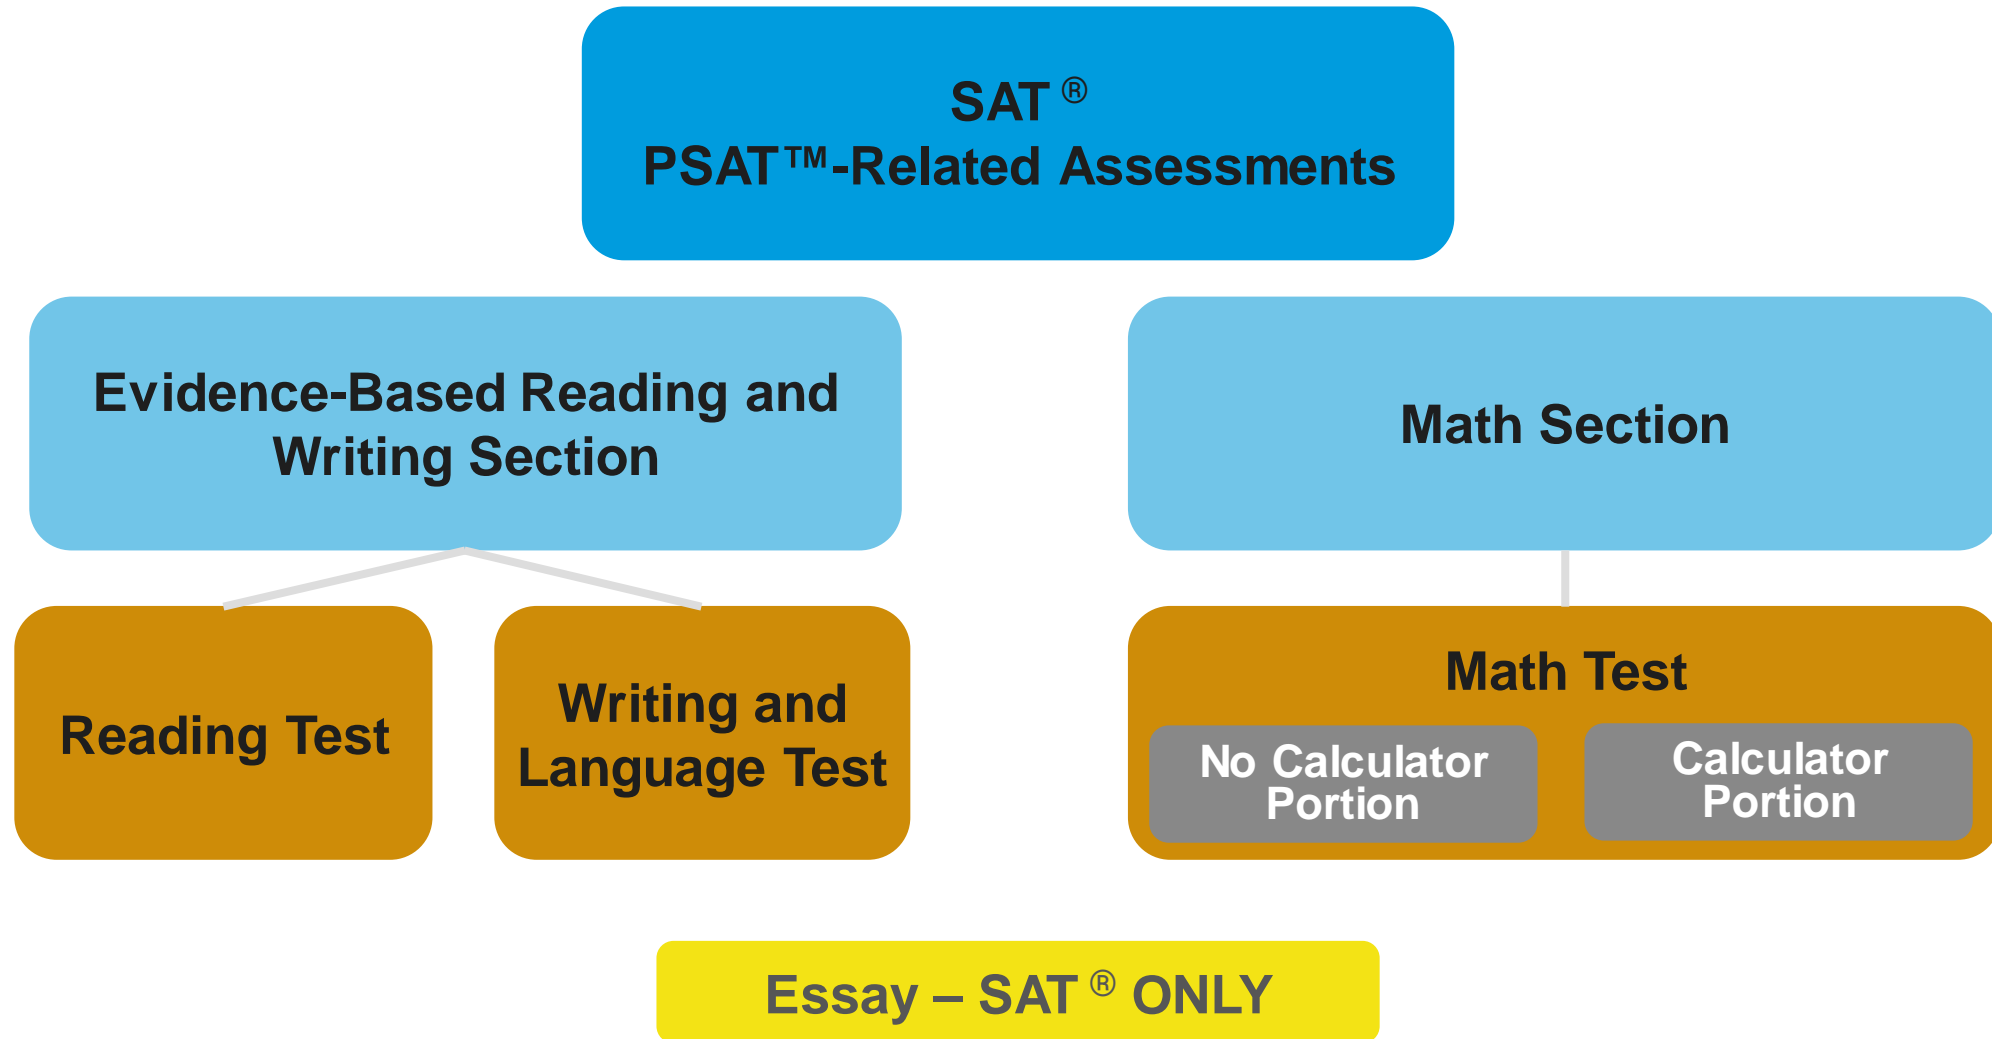 SAT ®
PSAT™-Related Assessments
Evidence-Based Reading and
Writing Section
Math Section
Reading Test
Writing and
Language Test
Math Test
No Calculator
Portion
Calculator
Portion
Essay – SAT ® ONLY